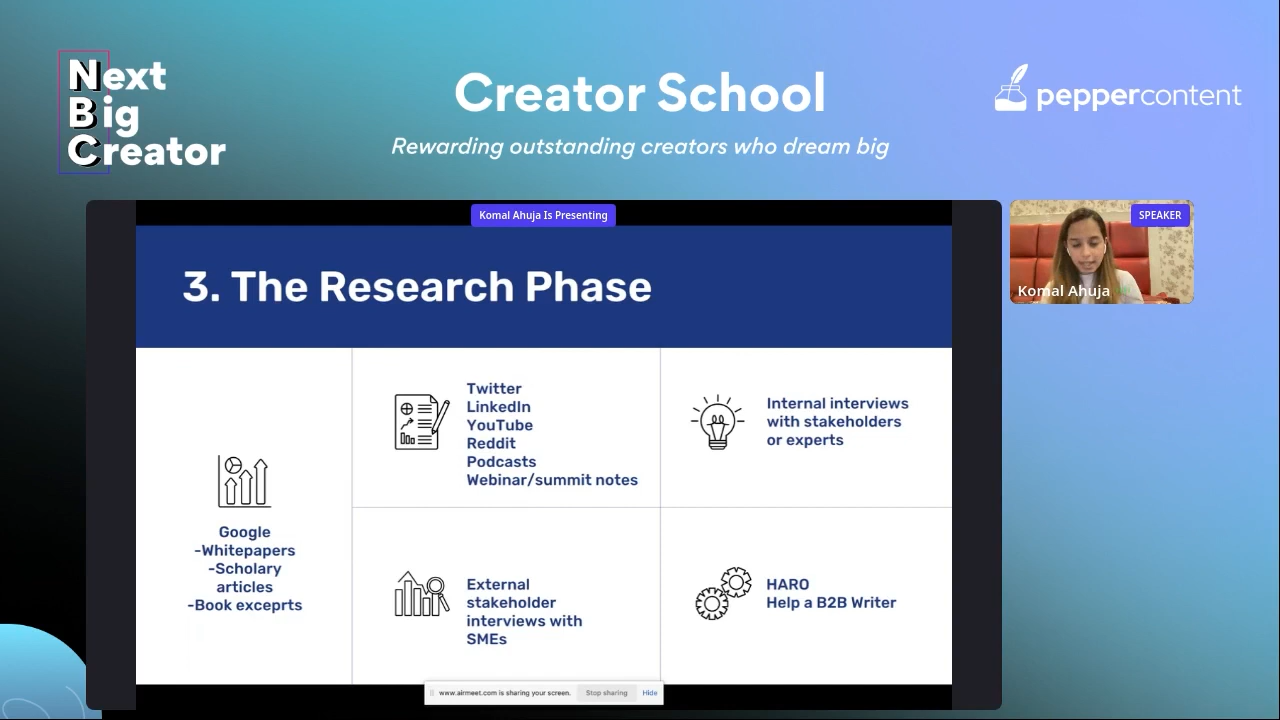 Next
Big
Creator
Creator School
Rewarding outstanding creators who dream big
peppercontent
Komal Ahuja Is Presenting
SPEAKER
Komal Ahuja
3. The Research Phase
Google
-Whitepapers
-Scholary
articles
-Book exceprts
Twitter
LinkedIn
YouTube
Reddit
Podcasts
Webinar/summit notes
Internal interviews
with stakeholders
or experts
External
stakeholder
interviews with
SMEs
HARO
Help a B2B Writer
www.airmeet.com is sharing your screen.
Stop sharing
Hide